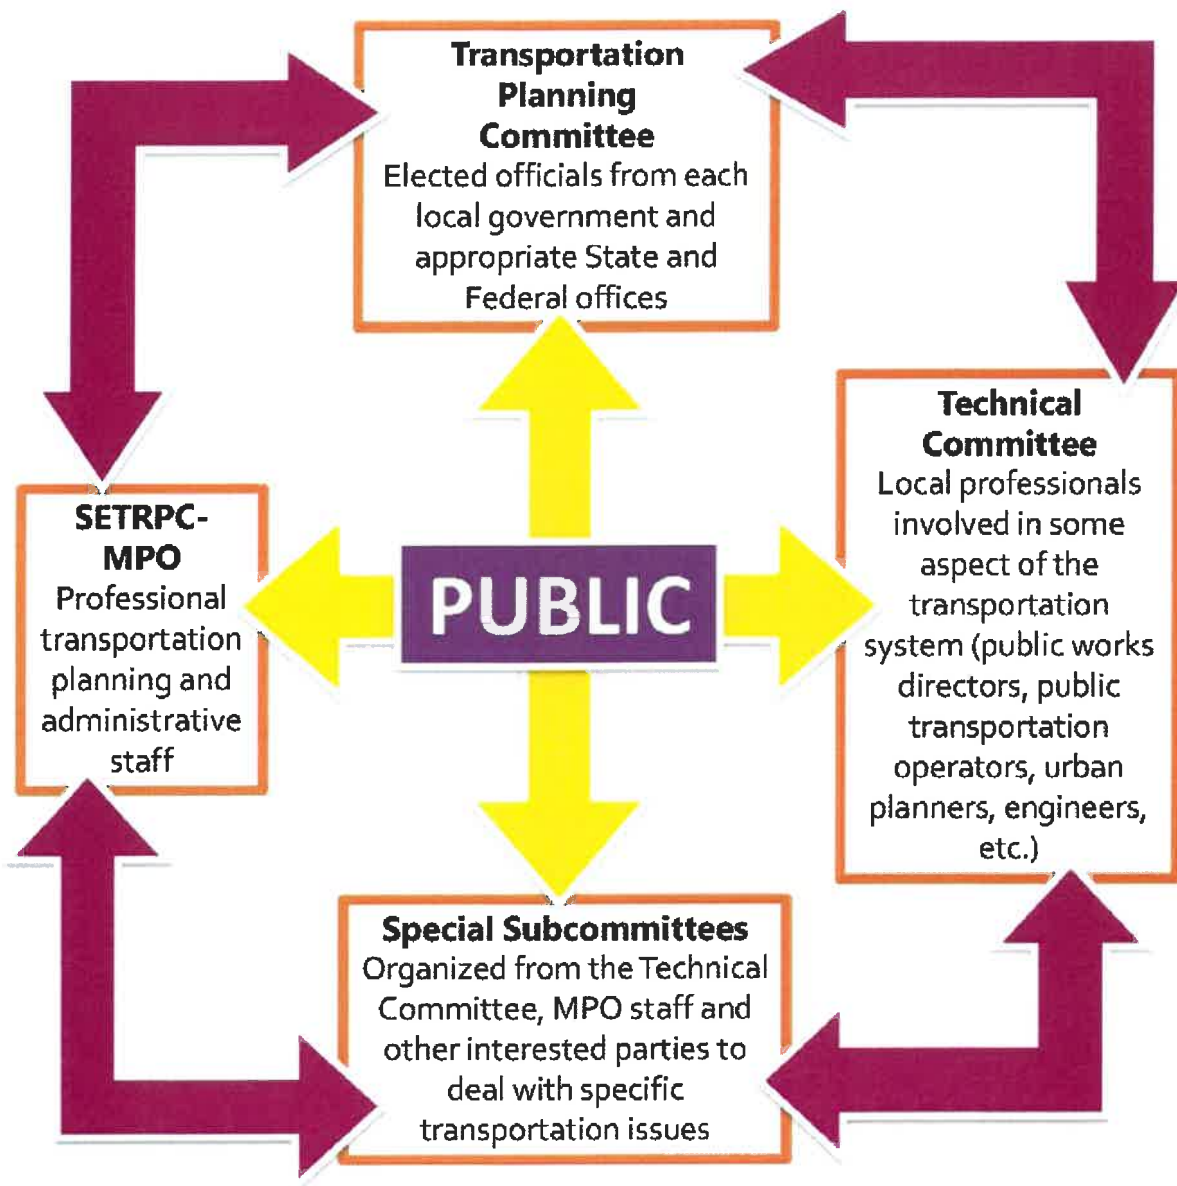 Transportation
Planning
Committee
Elected officials from each
local government and
appropriate State and
Federal offices
SETRPC-
MPO
Professional
transportation
planning and
administrative
staff
PUBLIC
Technical
Committee
Local professionals
involved in some
aspect of the
transportation
system (public works
directors, public
transportation
operators, urban
planners, engineers,
etc.)
Special Subcommittees
Organized from the Technical
Committee, MPO staff and
other interested parties to
deal with specific
transportation issues